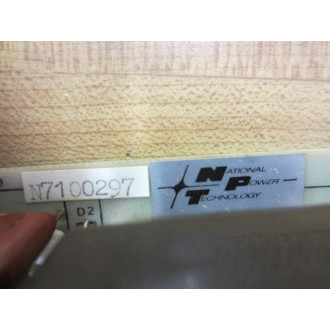 N7100297
NATIONAL
POWER
TECHNOLOGY
D2